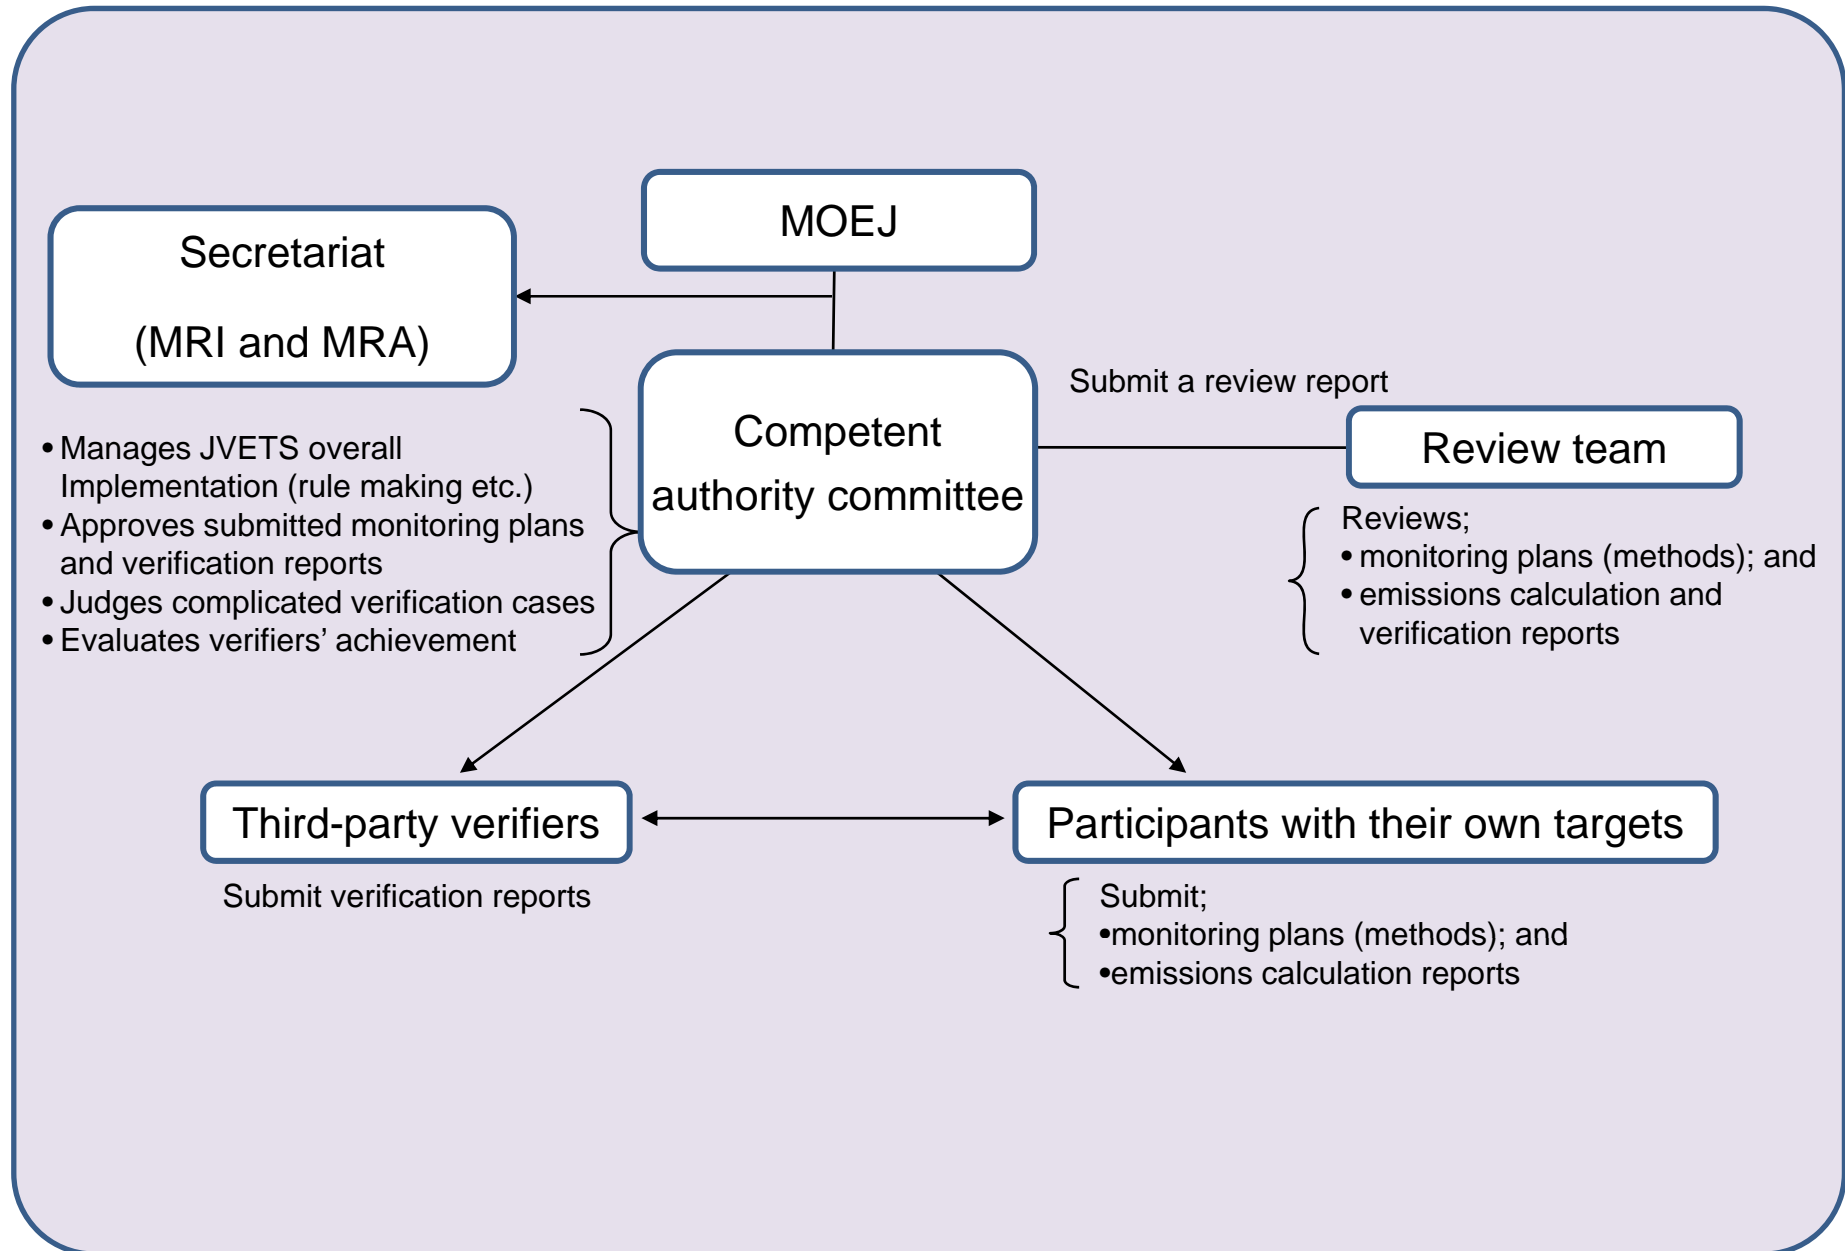 MOEJ
Secretariat
(MRI and MRA)
Competent
authority committee
Submit a review report
Review team
• Manages JVETS overall
Implementation (rule making etc.)
• Approves submitted monitoring plans
and verification reports
• Judges complicated verification cases
• Evaluates verifiers’ achievement
Reviews;
• monitoring plans (methods); and
• emissions calculation and
verification reports
Third-party verifiers
Participants with their own targets
Submit verification reports
Submit;
•monitoring plans (methods); and
•emissions calculation reports